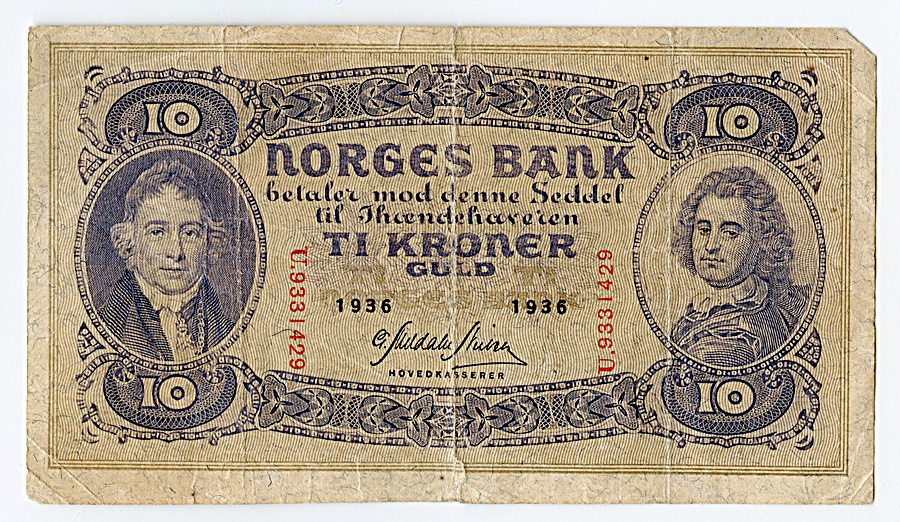 10 10
NORGES BANK
betaler mod denne Seddel
til Ihændehaveren
TI KRONER
GULD
U.9331429
U.9331429
1936 1936
HOVEDKASSERER
10 10